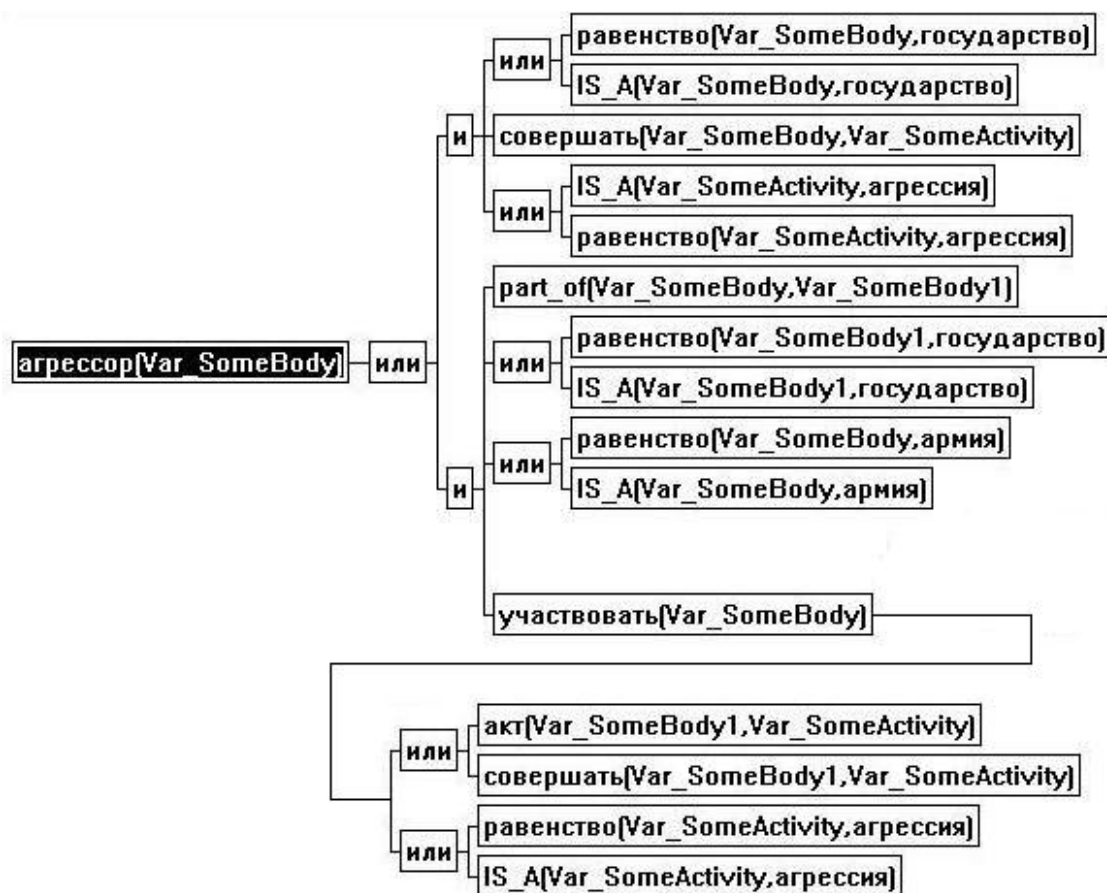 равенство(Var_SomeBody,государство)
или
IS_A(Var_SomeBody,государство)
и
совершать(Var_SomeBody,Var_SomeActivity)
IS_A(Var_SomeActivity,агрессия)
или
равенство(Var_SomeActivity,агрессия)
part_of(Var_SomeBody,Var_SomeBody1)
равенство(Var_SomeBody1,государство)
агрессор(Var_SomeBody)
или
или
IS_A(Var_SomeBody1,государство)
равенство(Var_SomeBody,армия)
или
и
IS_A(Var_SomeBody,армия)
участвовать(Var_SomeBody)
акт(Var_SomeBody1,Var_SomeActivity)
или
совершать(Var_SomeBody1,Var_SomeActivity)
равенство(Var_SomeActivity,агрессия)
или
IS_A(Var_SomeActivity,агрессия)